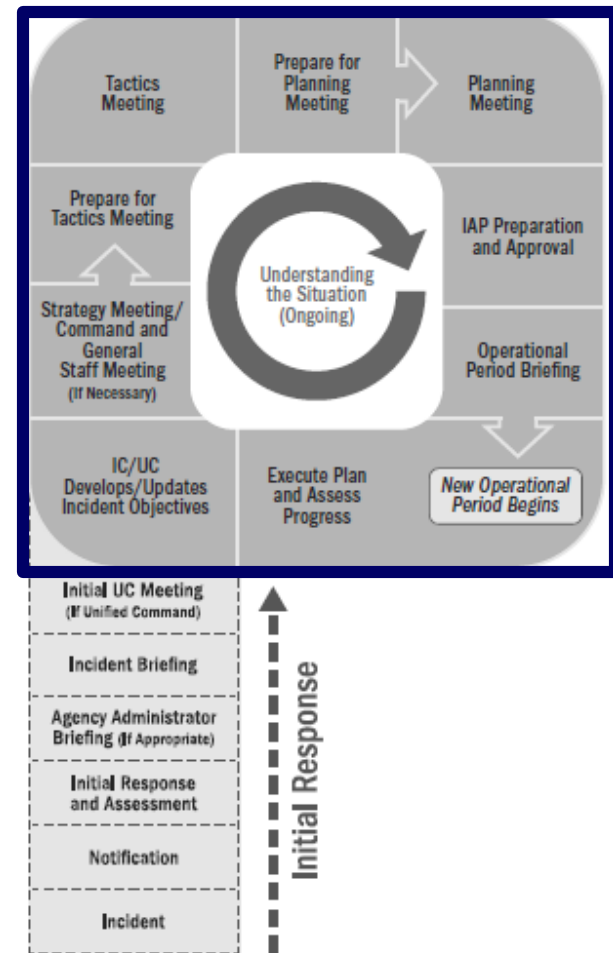 Tactics
Meeting
Prepare for
Planning
Meeting
Planning
Meeting
Prepare for
Tactics Meeting
IAP Preparation
and Approval
Understanding
the Situation
(Ongoing)
Strategy Meeting/
Command and
General
Staff Meeting
(If Necessary)
Operational
Period Briefing
IC/UC
Develops/Updates
Incident Objectives
Execute Plan
and Assess
Progress
New Operational
Period Begins
Initial UC Meeting
(If Unified Command)
Incident Briefing
Agency Administrator
Briefing (If Appropriate)
Initial Response
and Assessment
Notification
Incident
Initial Response